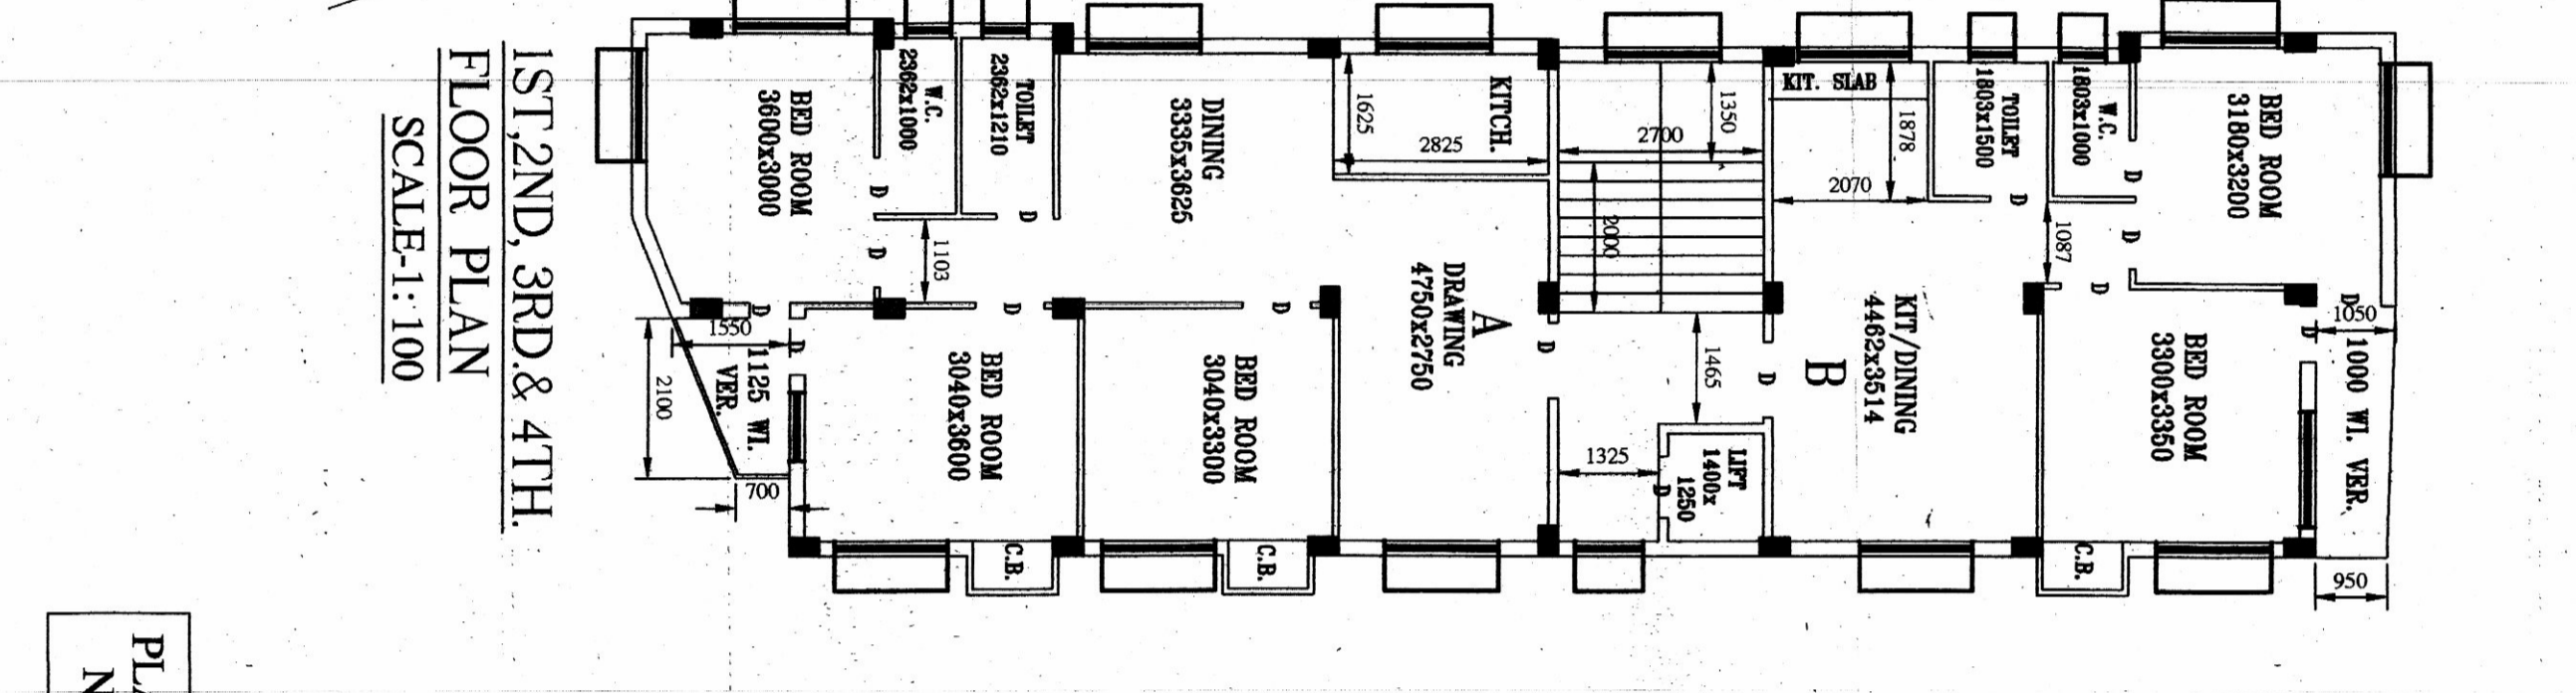 1ST,2ND, 3RD.& 4TH.
FLOOR PLAN
SCALE-1:100
BED ROOM
3600x3000
W.C.
2362x1000
TOILET
2362x1210
DINING
3335x3625
KITCH.
1625
2825
1350
2700
2000
KIT. SLAB
1878
2070
TOILET
1803x1500
W.C.
1803x1000
BED ROOM
3180x3200
D
D
D
1103
D
D
D
1087
D
D
D
D
1550
D
1125 WI.
VER.
2100
700
D
BED ROOM
3040x3600
D
BED ROOM
3040x3300
A
DRAWING
4750x2750
D
1465
D
B
KIT/DINING
4462x3514
1325
LIFT
1400x
1250
D
BED ROOM
3300x3350
D
1050
1000 WI. VER.
950
C.B.
C.B.
C.B.
PLA
N